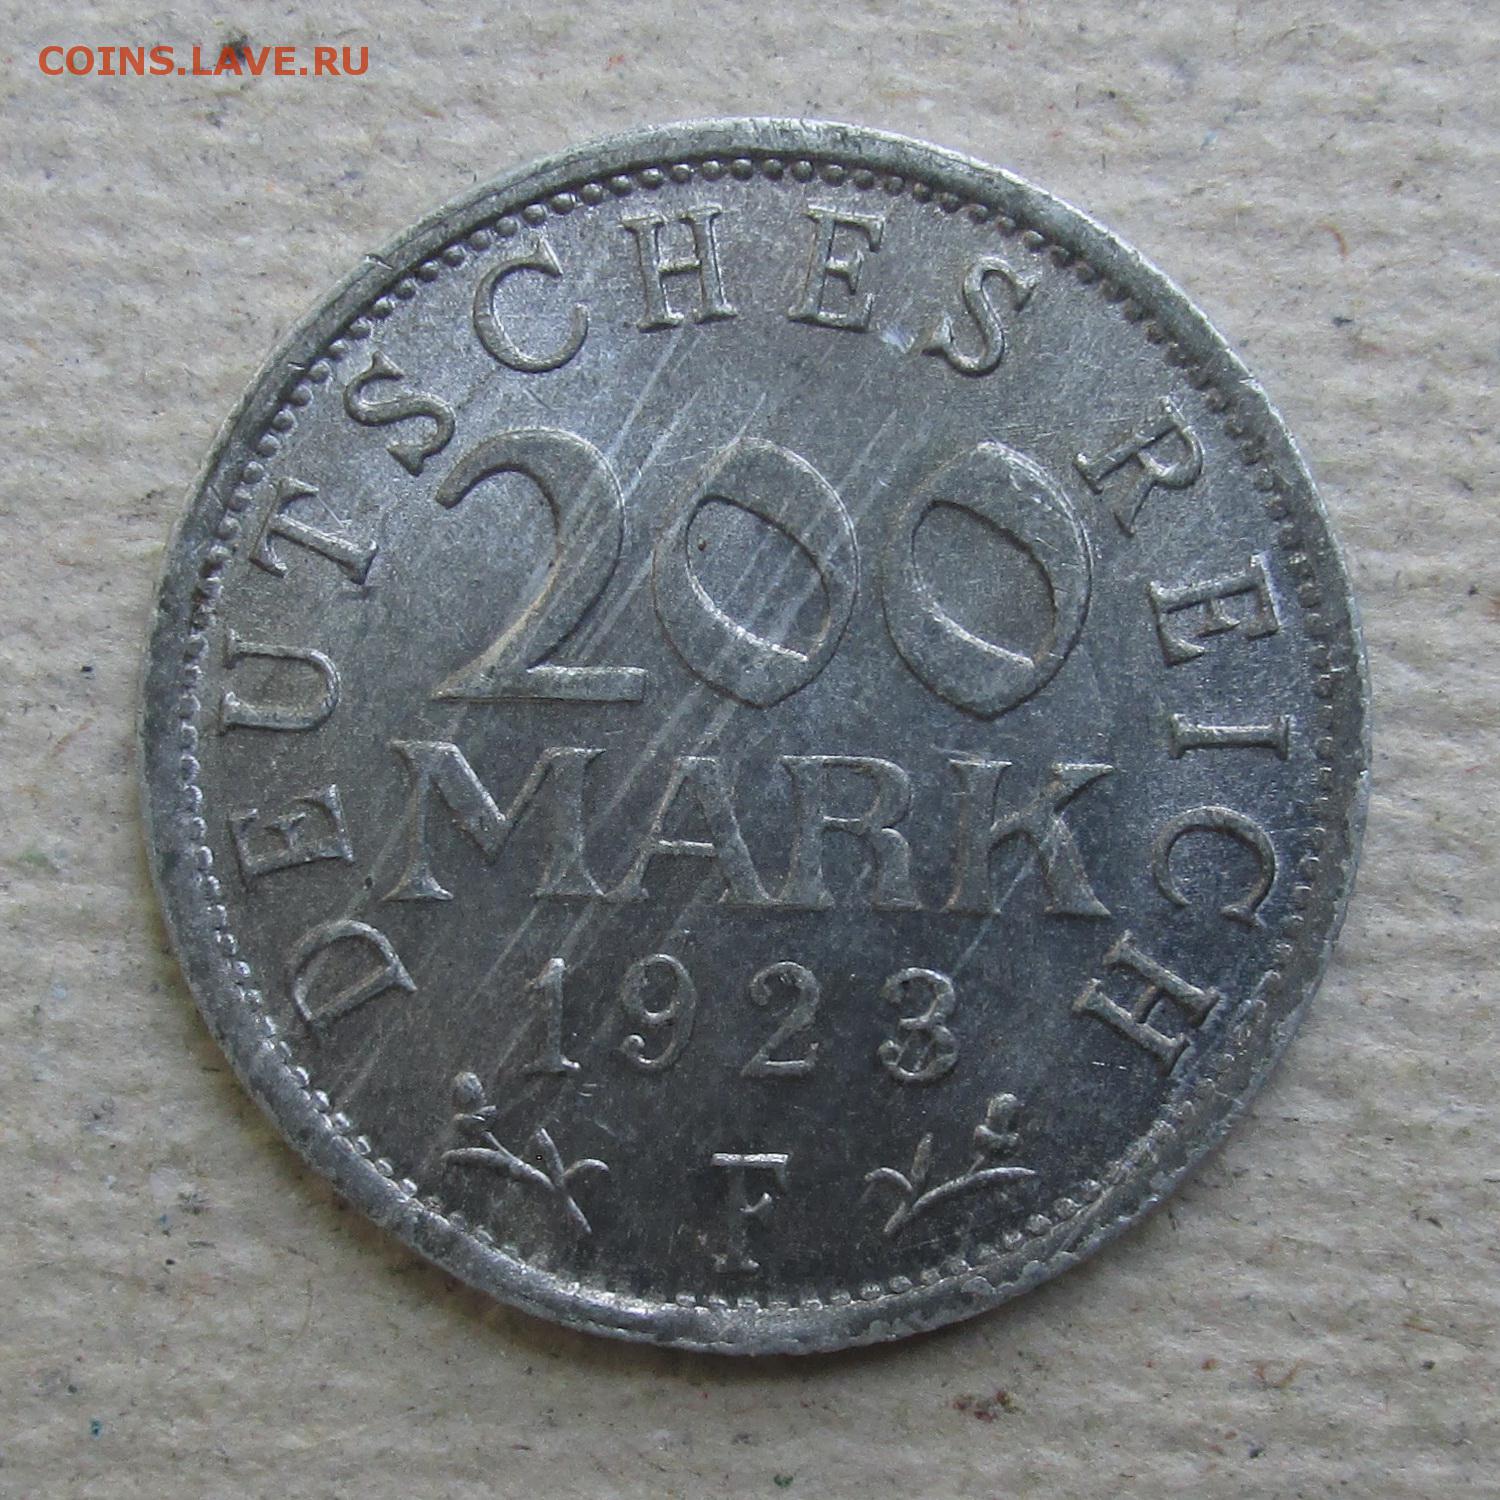 COINS.LAVE.RU
DEUTSCHES REICH
200
MARK
1923
F